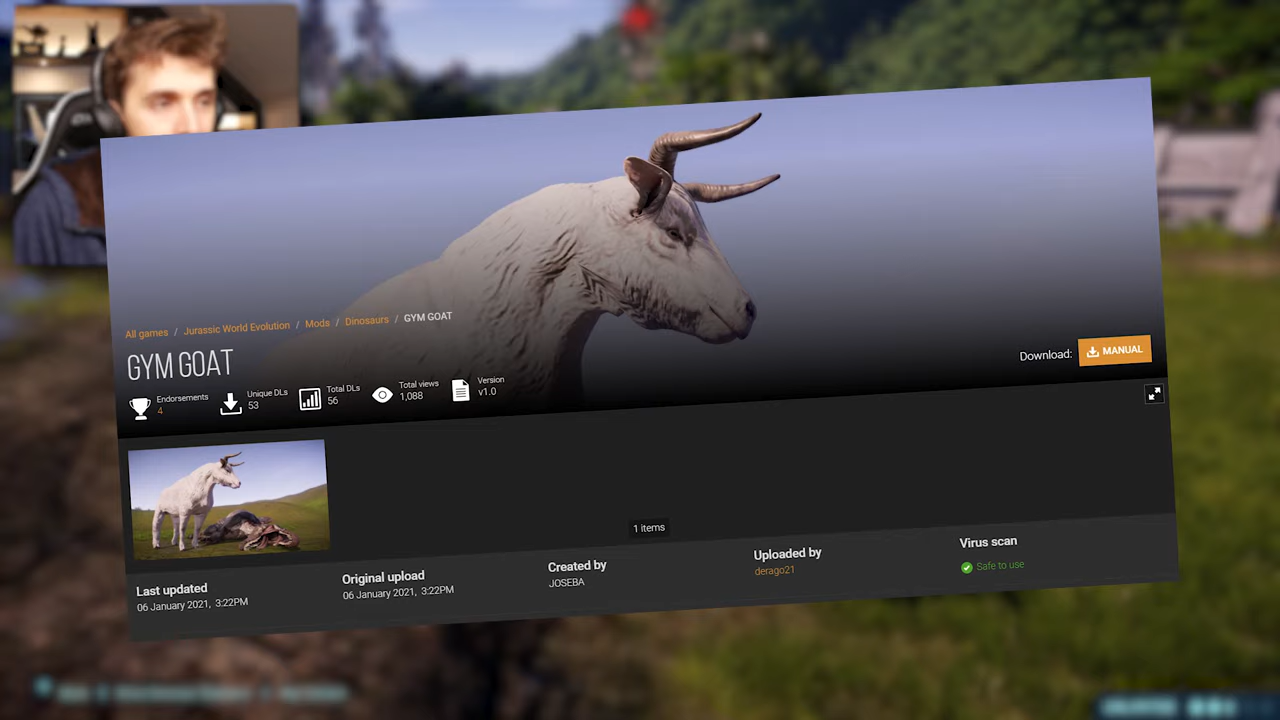 All games / Jurassic World Evolution / Mods / Dinosaurs / GYM GOAT
GYM GOAT
Endorsements
4
Unique DLs
53
Total DLs
56
Total views
1,088
Version
v1.0
Download: MANUAL
1 items
Last updated
06 January 2021, 3:22PM
Original upload
06 January 2021, 3:22PM
Created by
JOSEBA
Uploaded by
derago21
Virus scan
Safe to use